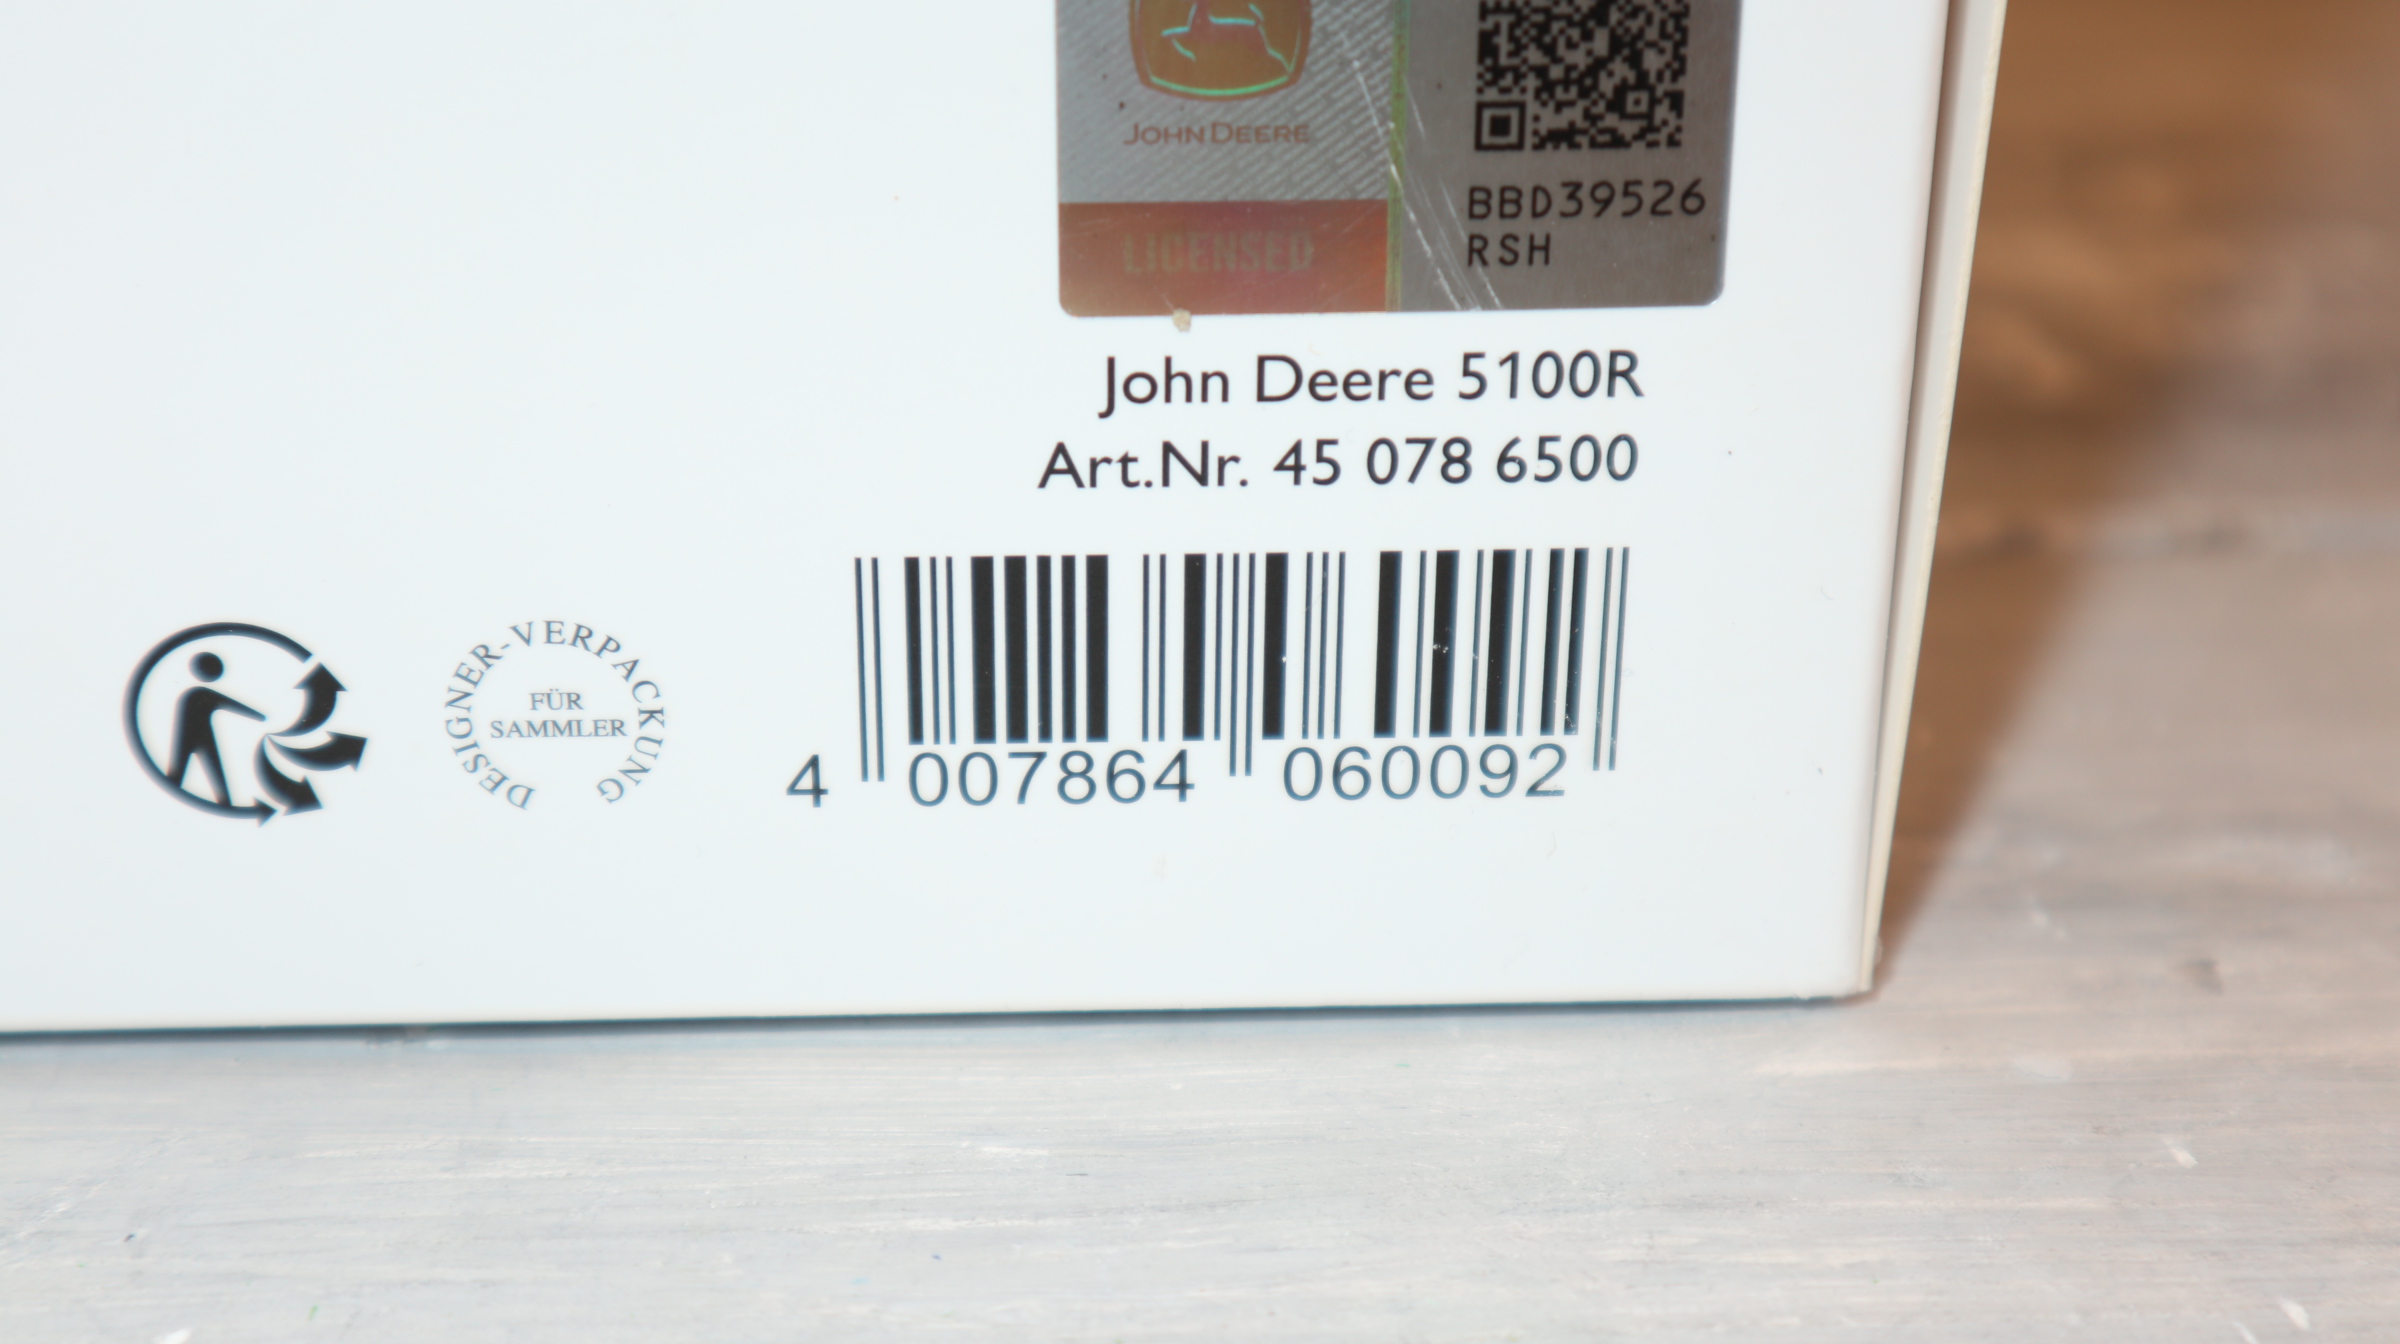 JOHN DEERE
LICENSED
BBD39526
RSH
John Deere 5100R
Art.Nr. 45 078 6500
DESIGNER-VERPACKUNG
FÜR
SAMMLER
4 007864 060092